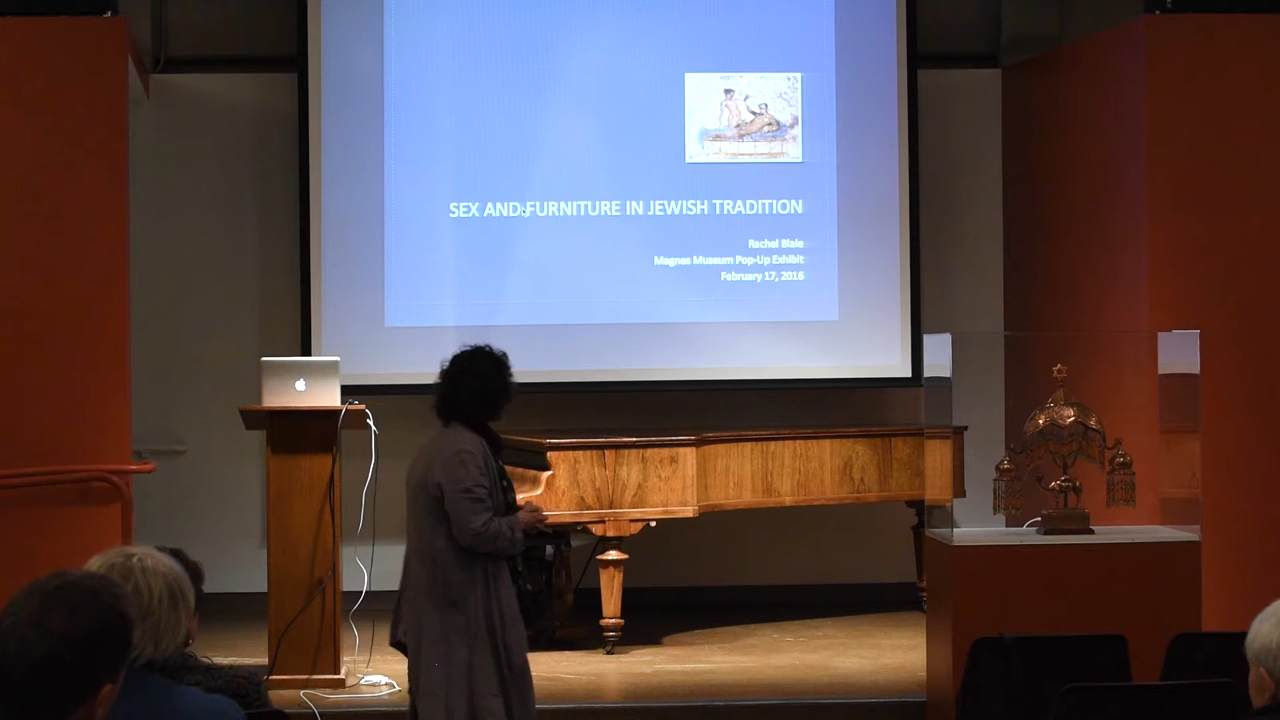 SEX AND FURNITURE IN JEWISH TRADITION
Rachel Biale
Magnes Museum Pop-Up Exhibit
February 17, 2016